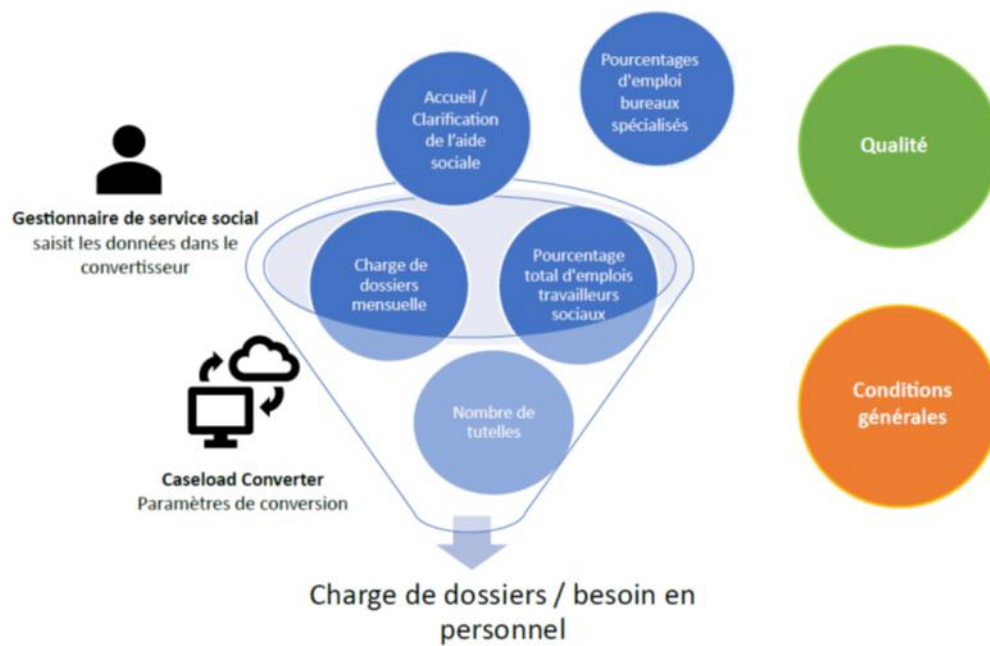 Pourcentages
d'emploi
bureaux
spécialisés
Accueil /
Clarification
de l'aide
sociale
Qualité
Gestionnaire de service social
saisit les données dans le
convertisseur
Charge de
dossiers
mensuelle
Pourcentage
total d'emplois
travailleurs
sociaux
Conditions
générales
Nombre de
tutelles
Caseload Converter
Paramètres de conversion
Charge de dossiers / besoin en
personnel